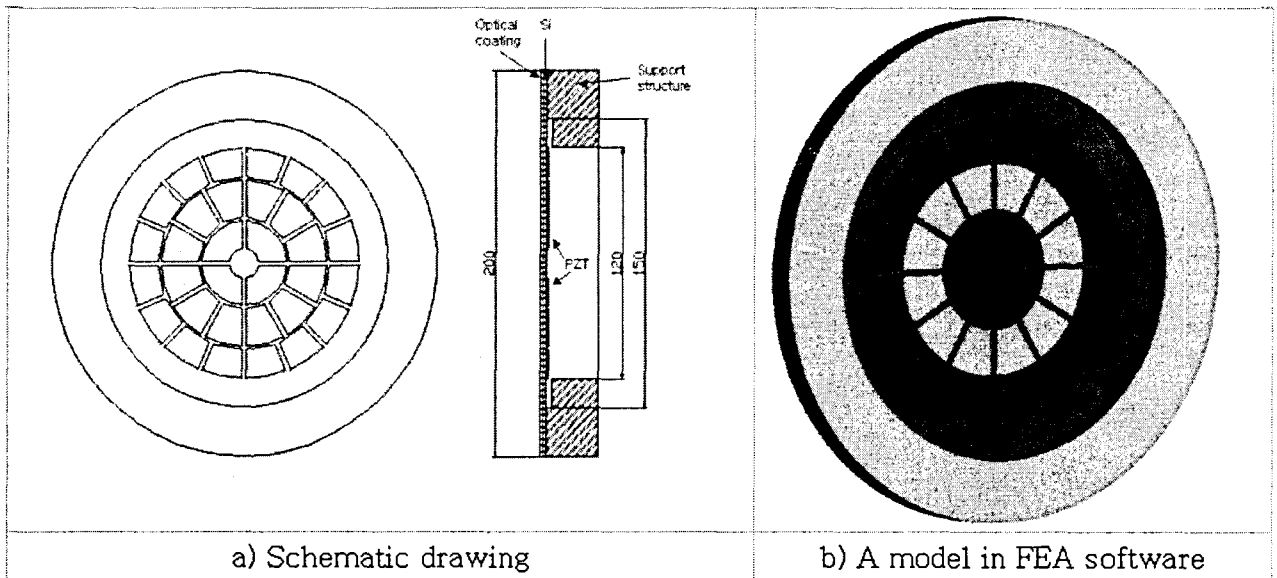 Optical
coating
Si
Support
structure
200
PZT
120
150
a) Schematic drawing
b) A model in FEA software